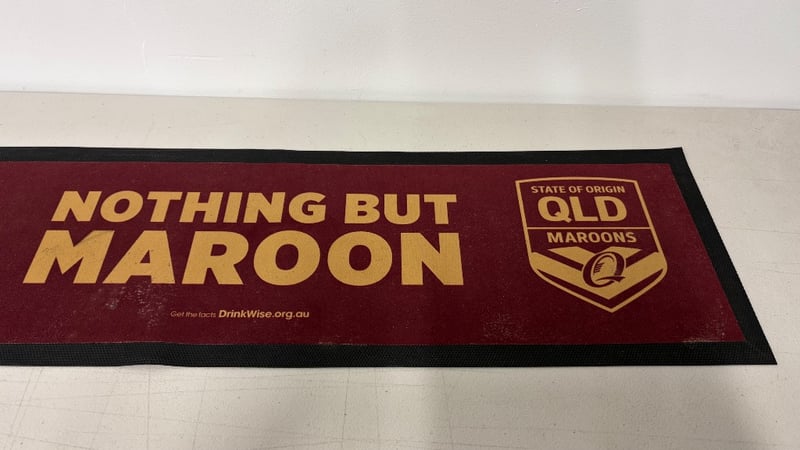 NOTHING BUT
MAROON
Get the facts DrinkWise.org.au
STATE OF ORIGIN
QLD
MAROONS
Q